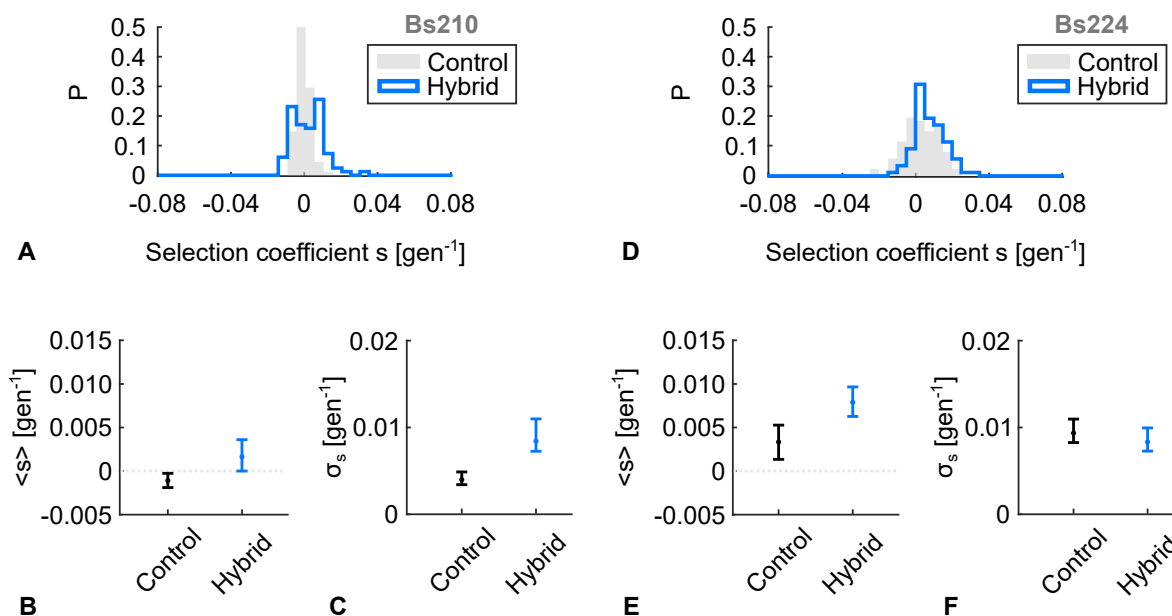 Bs210
0.5
0.4
0.3
0.2
0.1
0
P
Control
Hybrid
-0.08
-0.04
0
0.04
0.08
Selection coefficient s [gen⁻¹]
A
Bs224
0.5
0.4
0.3
0.2
0.1
0
P
Control
Hybrid
-0.08
-0.04
0
0.04
0.08
Selection coefficient s [gen⁻¹]
D
0.015
0.010
0.005
0
-0.005
<s> [gen⁻¹]
Control
Hybrid
B
0.02
0.01
0
σₛ [gen⁻¹]
Control
Hybrid
C
0.015
0.010
0.005
0
-0.005
<s> [gen⁻¹]
Control
Hybrid
E
0.02
0.01
0
σₛ [gen⁻¹]
Control
Hybrid
F